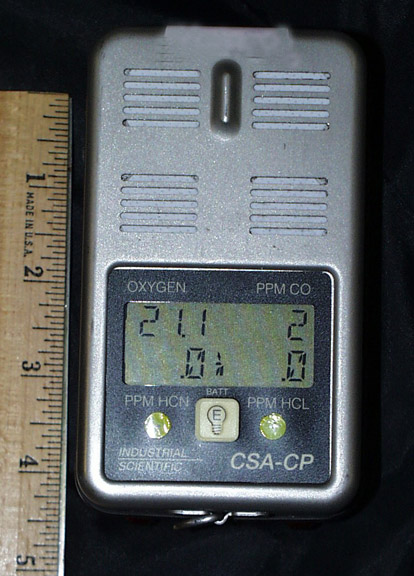 1
MADE IN U.S.A.
2
3
4
5
OXYGEN PPM CO
21.1 2
.0 .0
BATT
PPM HCN PPM HCL
E
INDUSTRIAL
SCIENTIFIC
CSA-CP